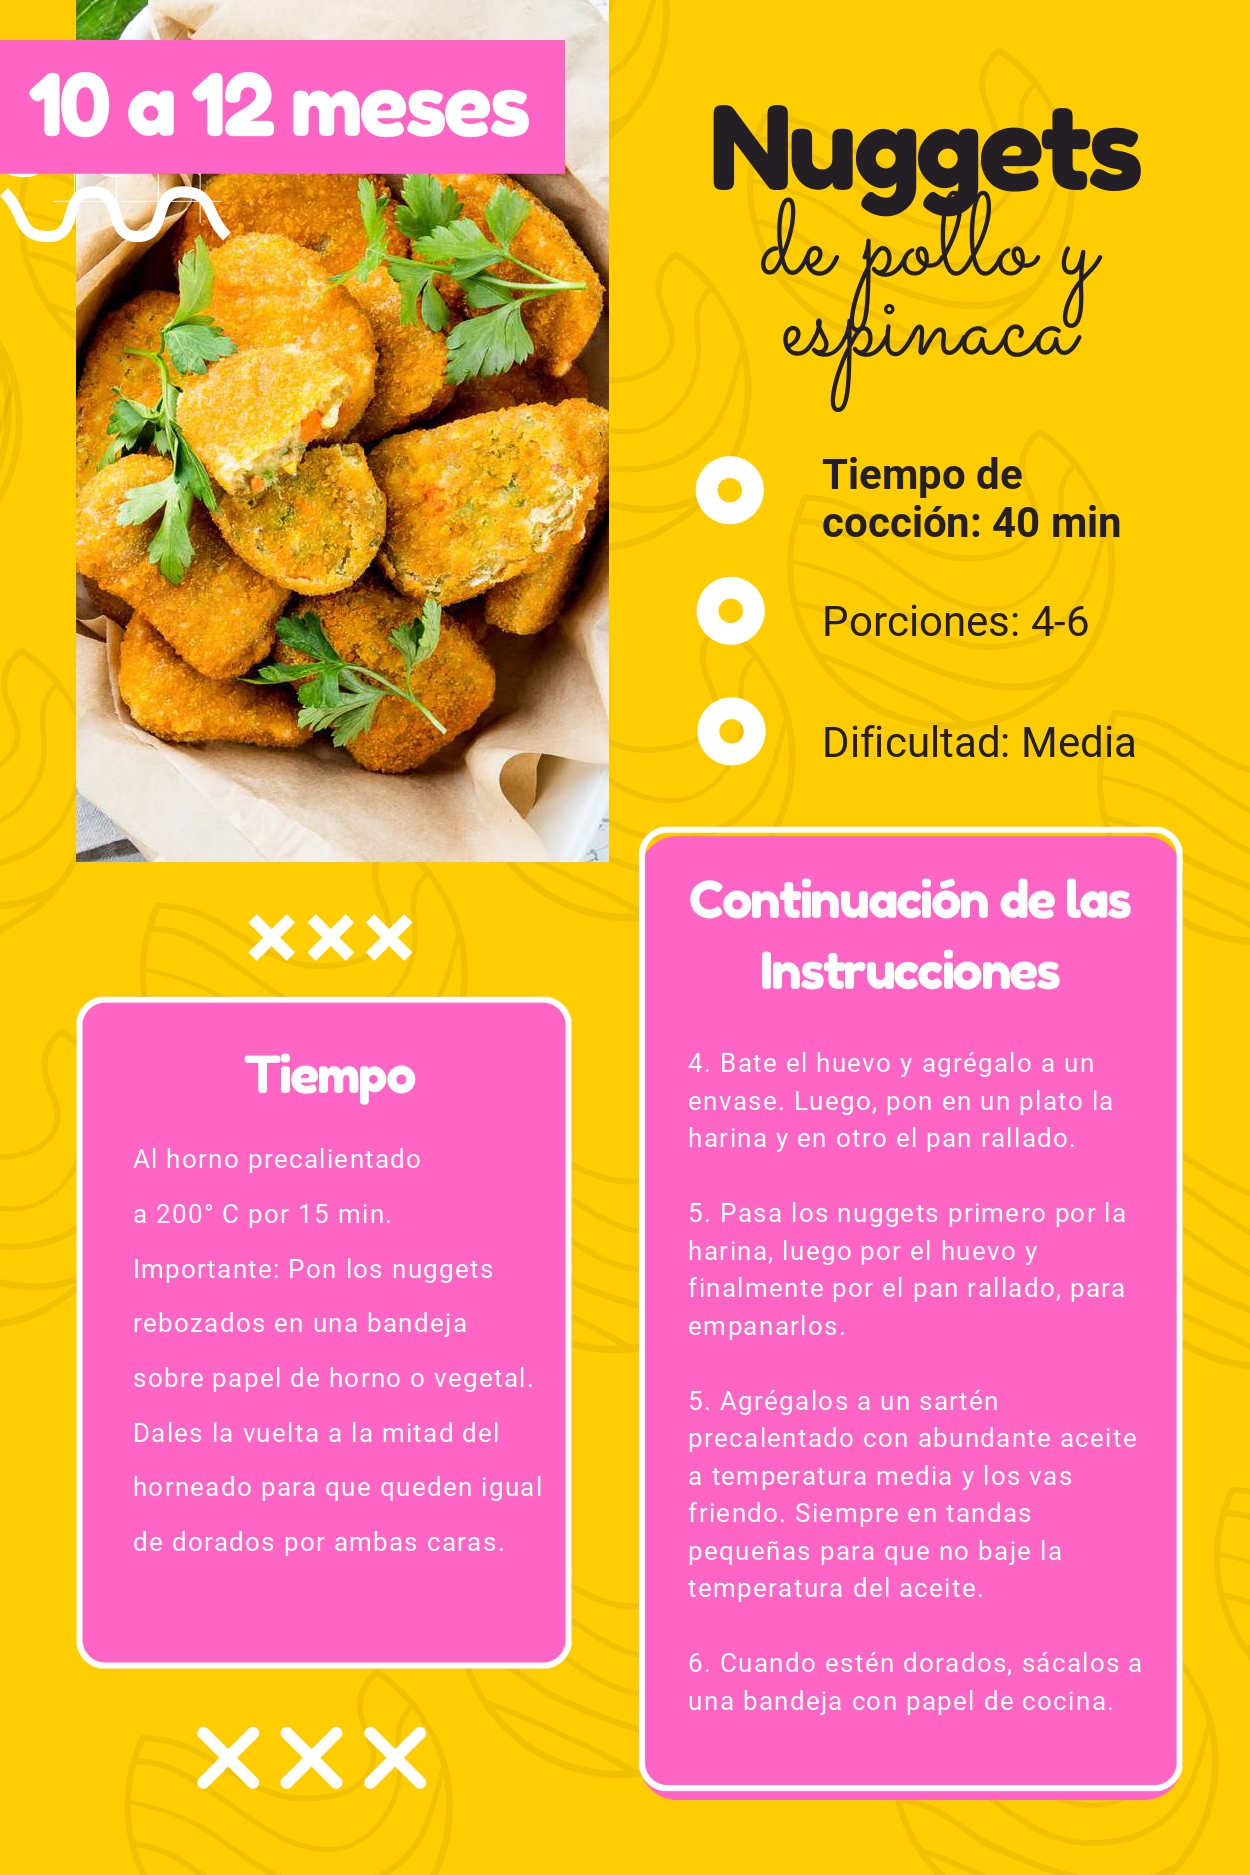 10 a 12 meses
Nuggets
de pollo y
espinaca
Tiempo de
cocción: 40 min
Porciones: 4-6
Dificultad: Media
Tiempo
Al horno precalientado
a 200° C por 15 min.
Importante: Pon los nuggets
rebozados en una bandeja
sobre papel de horno o vegetal.
Dales la vuelta a la mitad del
horneado para que queden igual
de dorados por ambas caras.
Continuación de las
Instrucciones
4. Bate el huevo y agrégalo a un
envase. Luego, pon en un plato la
harina y en otro el pan rallado.
5. Pasa los nuggets primero por la
harina, luego por el huevo y
finalmente por el pan rallado, para
empanarlos.
5. Agrégalos a un sartén
precalentado con abundante aceite
a temperatura media y los vas
friendo. Siempre en tandas
pequeñas para que no baje la
temperatura del aceite.
6. Cuando estén dorados, sácalos a
una bandeja con papel de cocina.